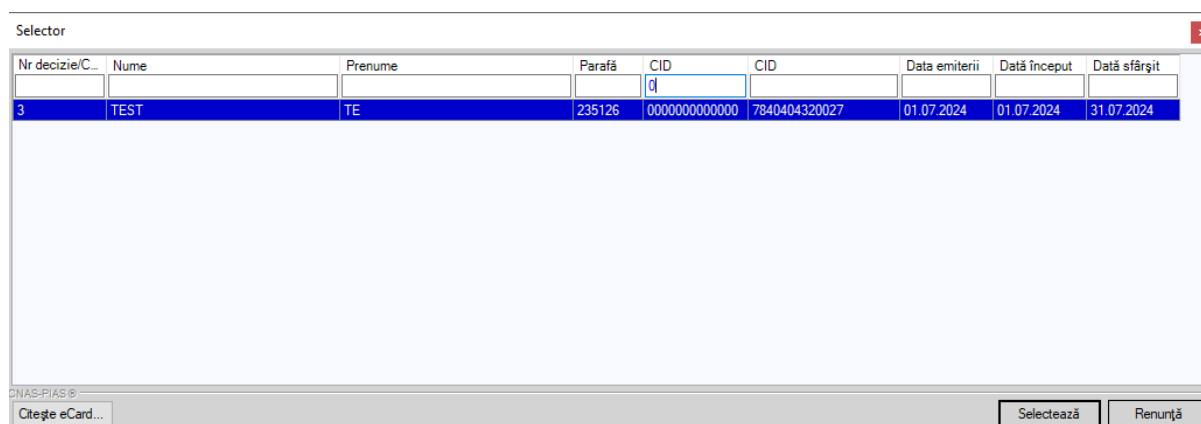 Selector
Nr decizie/C... Nume Prenume Parafă CID CID Data emiterii Dată început Dată sfârşit
0
3 TEST TE 235126 0000000000000 7840404320027 01.07.2024 01.07.2024 31.07.2024
CNAS-PIAS®
Citeşte eCard... Selectează Renunţă